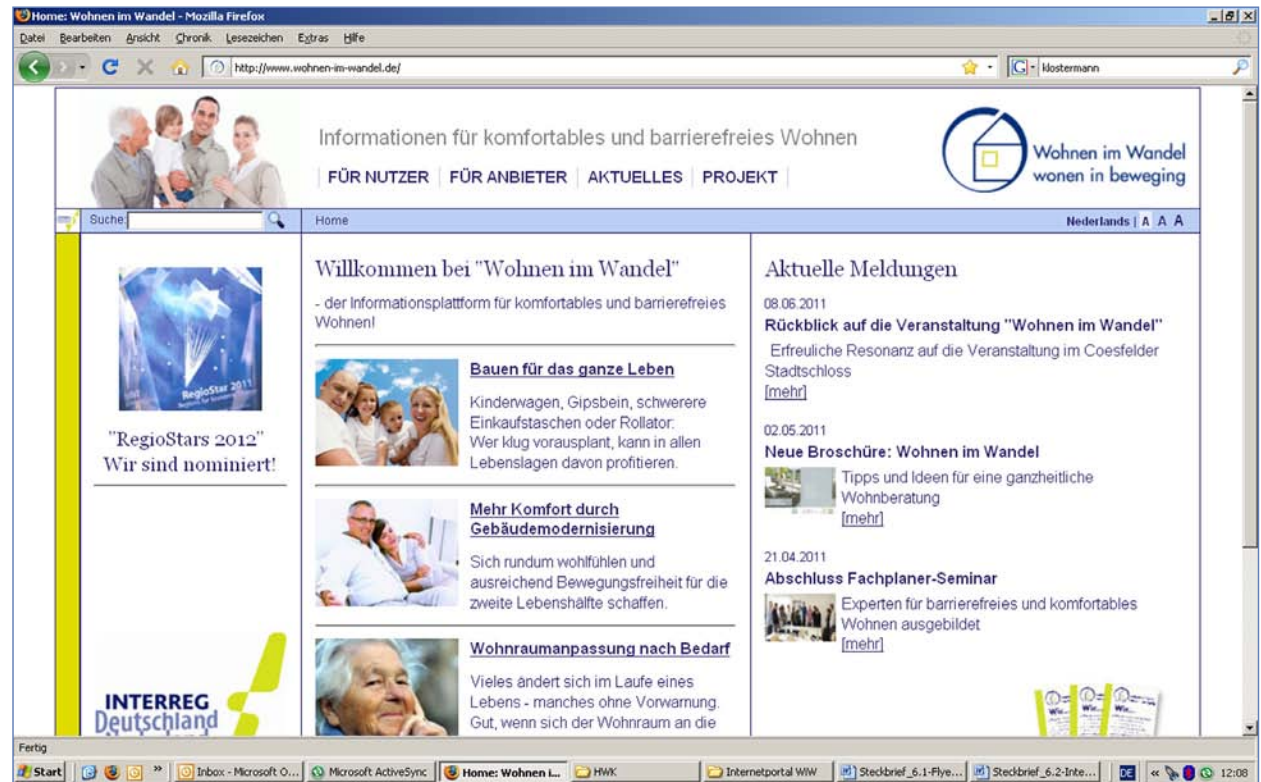 Home: Wohnen im Wandel - Mozilla Firefox
Datei Bearbeiten Ansicht Chronik Lesezeichen Extras Hilfe
http://www.wohnen-im-wandel.de/
klostermann
Informationen für komfortables und barrierefreies Wohnen
FÜR NUTZER FÜR ANBIETER AKTUELLES PROJEKT
Wohnen im Wandel
wonen in beweging
Suche:
Home
Nederlands | A A A
RegioStar 2011
"RegioStars 2012"
Wir sind nominiert!
INTERREG
Deutschland
Willkommen bei "Wohnen im Wandel"
- der Informationsplattform für komfortables und barrierefreies
Wohnen!
Bauen für das ganze Leben
Kinderwagen, Gipsbein, schwerere
Einkaufstaschen oder Rollator:
Wer klug vorausplant, kann in allen
Lebenslagen davon profitieren.
Mehr Komfort durch
Gebäudemodernisierung
Sich rundum wohlfühlen und
ausreichend Bewegungsfreiheit für die
zweite Lebenshälfte schaffen.
Wohnraumanpassung nach Bedarf
Vieles ändert sich im Laufe eines
Lebens - manches ohne Vorwarnung.
Gut, wenn sich der Wohnraum an die
Aktuelle Meldungen
08.06.2011
Rückblick auf die Veranstaltung "Wohnen im Wandel"
Erfreuliche Resonanz auf die Veranstaltung im Coesfelder
Stadtschloss
[mehr]
02.05.2011
Neue Broschüre: Wohnen im Wandel
Tipps und Ideen für eine ganzheitliche
Wohnberatung
[mehr]
21.04.2011
Abschluss Fachplaner-Seminar
Experten für barrierefreies und komfortables
Wohnen ausgebildet
[mehr]
Wir... Wir... Wir...
Fertig
Start » Inbox - Microsoft O... Microsoft ActiveSync Home: Wohnen i... HWK Internetportal WiW Steckbrief_6.1-Flye... Steckbrief_6.2-Inte... DE « 12:08